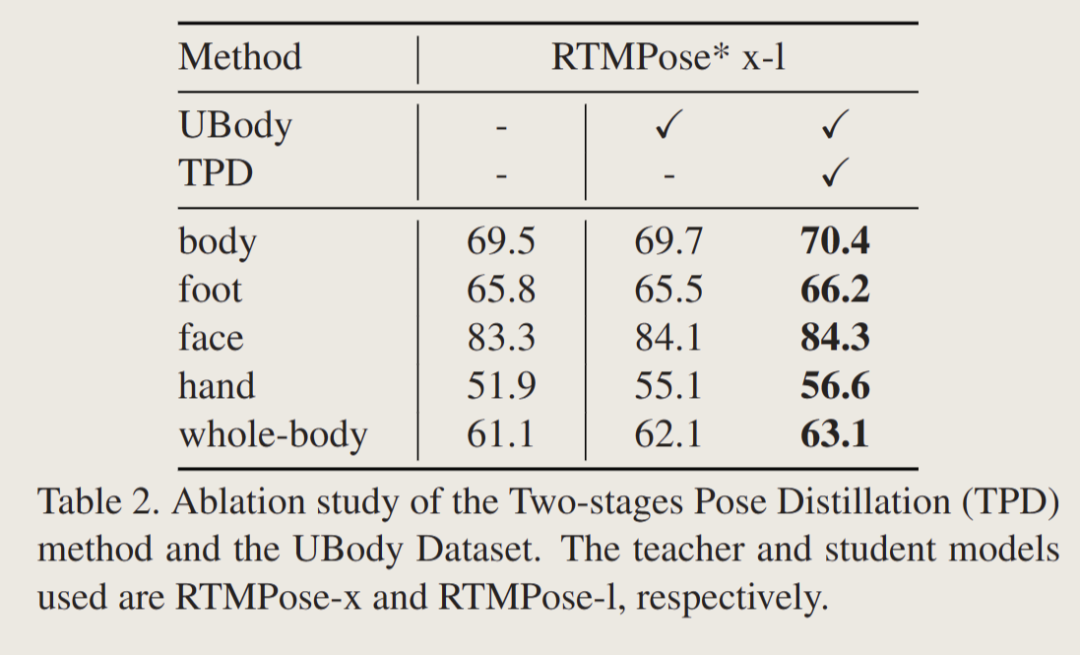 Method RTMPose* x-l
UBody - ✓ ✓
TPD - - ✓
body 69.5 69.7 70.4
foot 65.8 65.5 66.2
face 83.3 84.1 84.3
hand 51.9 55.1 56.6
whole-body 61.1 62.1 63.1
Table 2. Ablation study of the Two-stages Pose Distillation (TPD)
method and the UBody Dataset. The teacher and student models
used are RTMPose-x and RTMPose-l, respectively.